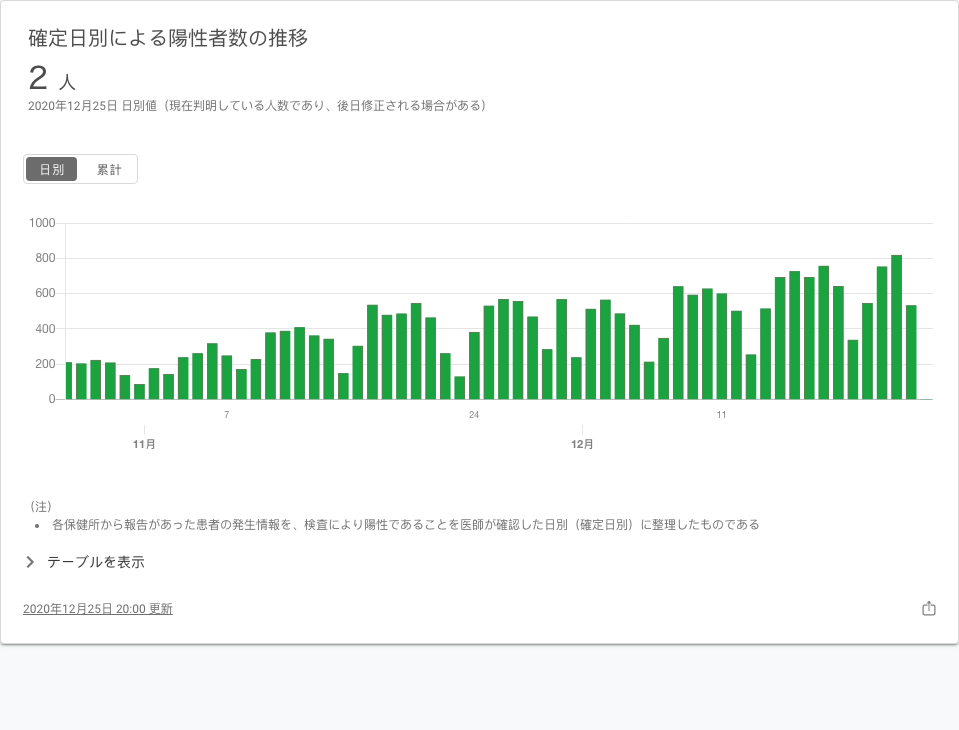 確定日別による陽性者数の推移
2 人
2020年12月25日 日別値（現在判明している人数であり、後日修正される場合がある）
日別 累計
1000
800
600
400
200
0
7 24 11
11月 12月
（注）
• 各保健所から報告があった患者の発生情報を、検査により陽性であることを医師が確認した日別（確定日別）に整理したものである
テーブルを表示
2020年12月25日 20:00 更新